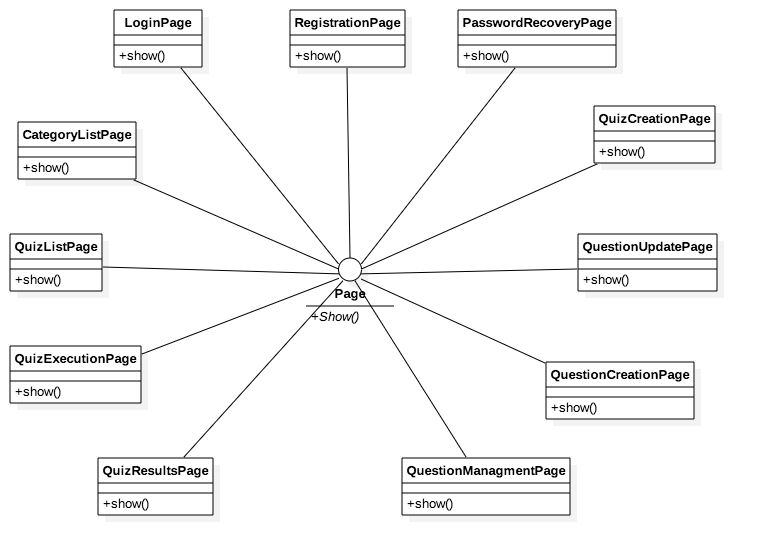 LoginPage
+show()
RegistrationPage
+show()
PasswordRecoveryPage
+show()
CategoryListPage
+show()
QuizCreationPage
+show()
QuizListPage
+show()
Page
+Show()
QuestionUpdatePage
+show()
QuizExecutionPage
+show()
QuestionCreationPage
+show()
QuizResultsPage
+show()
QuestionManagmentPage
+show()